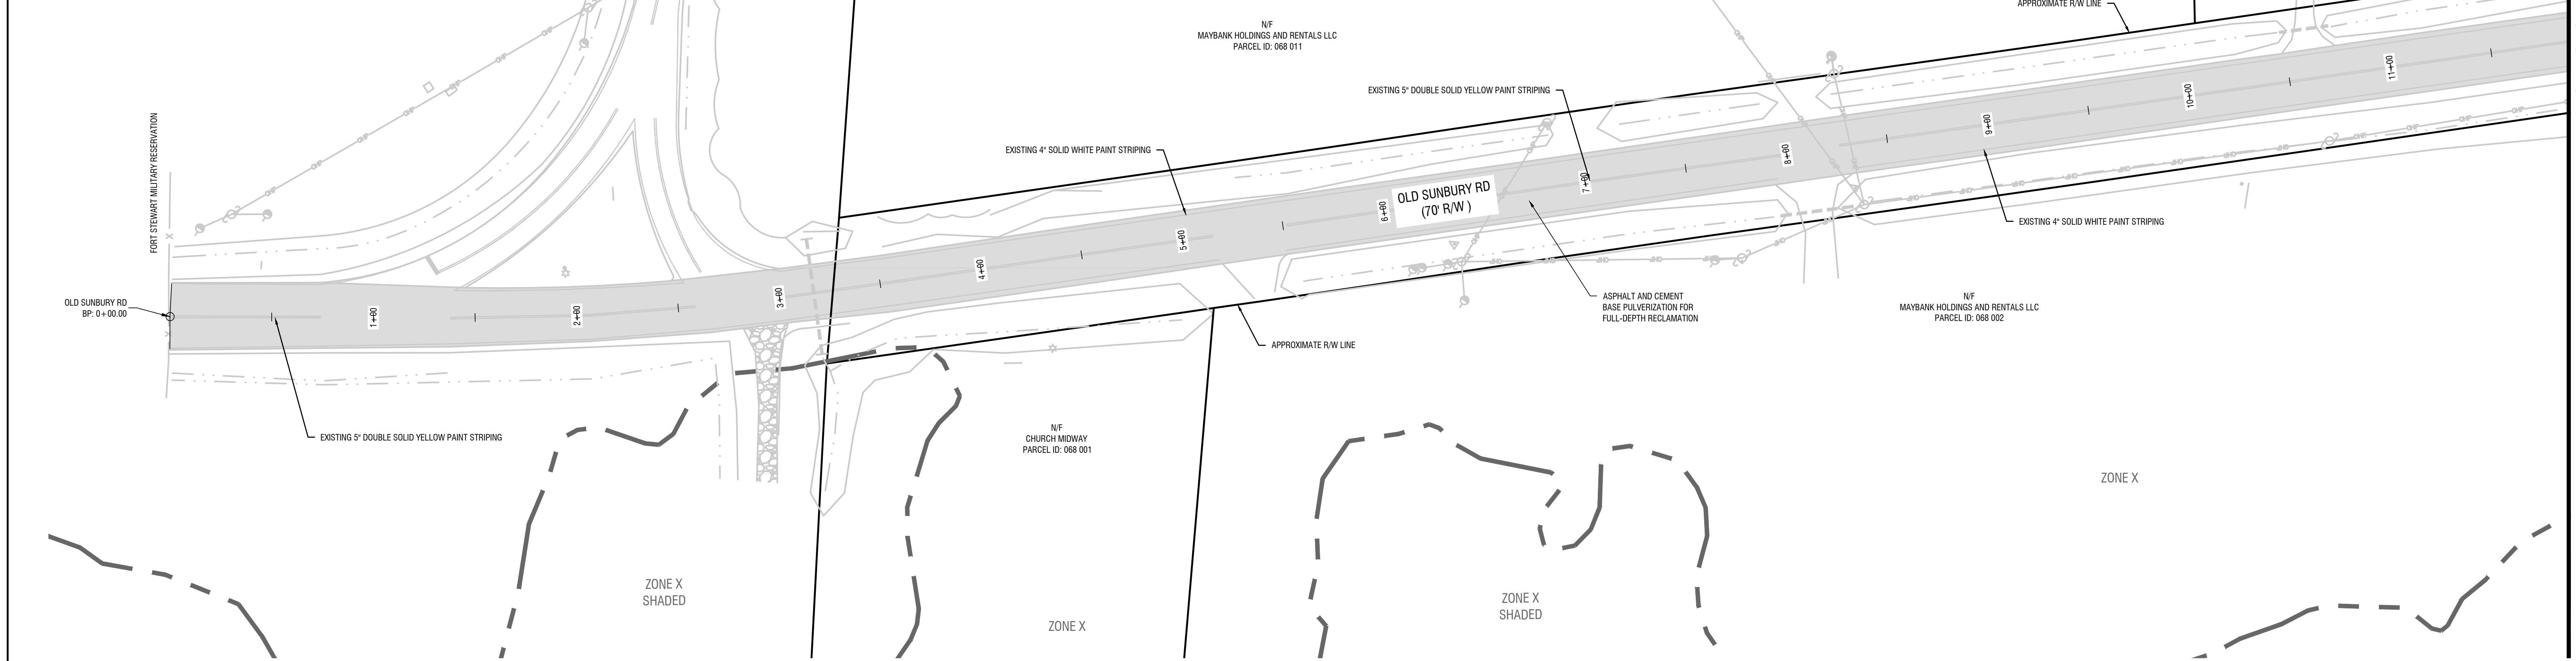 APPROXIMATE R/W LINE
N/F
MAYBANK HOLDINGS AND RENTALS LLC
PARCEL ID: 068 011
EXISTING 5" DOUBLE SOLID YELLOW PAINT STRIPING
EXISTING 4" SOLID WHITE PAINT STRIPING
FORT STEWART MILITARY RESERVATION
OLD SUNBURY RD
(70' R/W )
OLD SUNBURY RD
BP: 0+00.00
1+00
2+00
3+00
4+00
5+00
6+00
7+00
8+00
9+00
10+00
11+00
EXISTING 4" SOLID WHITE PAINT STRIPING
ASPHALT AND CEMENT
BASE PULVERIZATION FOR
FULL-DEPTH RECLAMATION
N/F
MAYBANK HOLDINGS AND RENTALS LLC
PARCEL ID: 068 002
APPROXIMATE R/W LINE
EXISTING 5" DOUBLE SOLID YELLOW PAINT STRIPING
N/F
CHURCH MIDWAY
PARCEL ID: 068 001
ZONE X
ZONE X
SHADED
ZONE X
ZONE X
SHADED